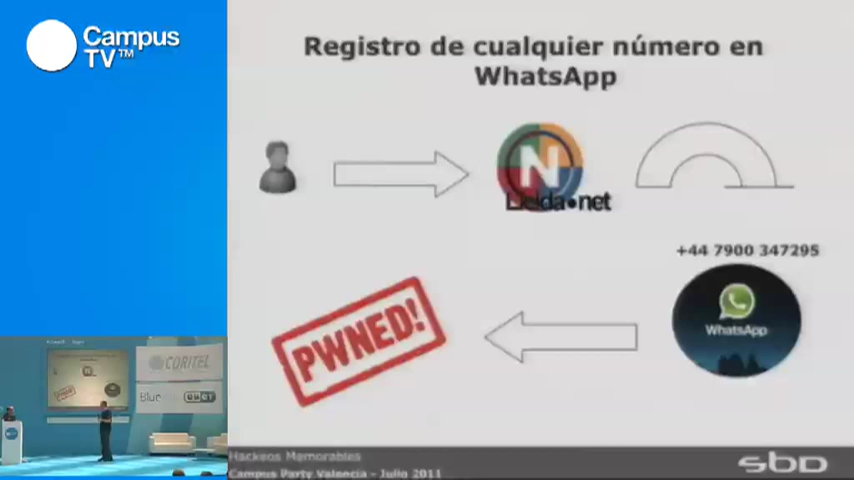 Campus
TV™
Registro de cualquier número en
WhatsApp
N
Lleida•net
+44 7900 347295
WhatsApp
PWNED!
CORITEL
Blue
eset
Hackeos Memorables
Campus Party Valencia - Julio 2011
SbD